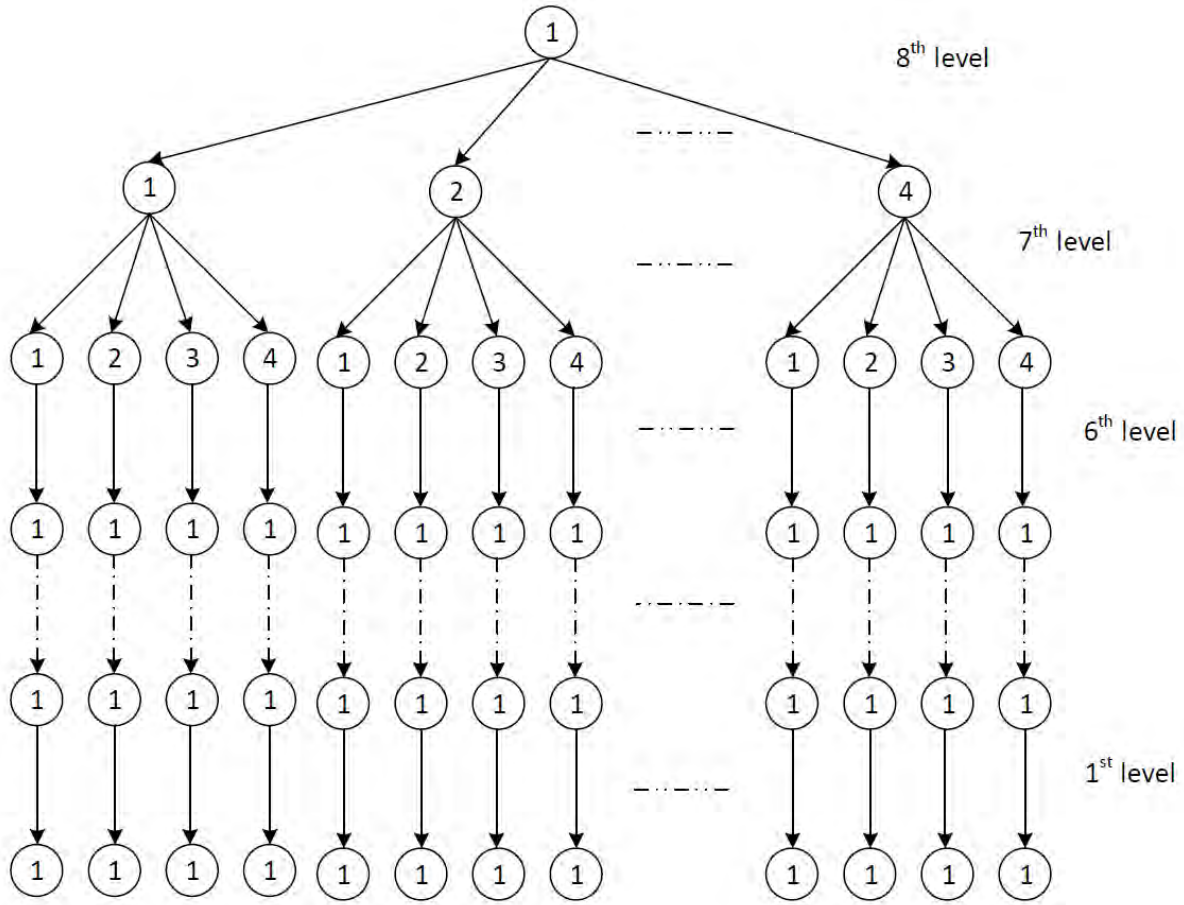 1
8th level
1 2 4
7th level
1 2 3 4 1 2 3 4 1 2 3 4
6th level
1 1 1 1 1 1 1 1 1 1 1 1
1 1 1 1 1 1 1 1 1 1 1 1
1st level
1 1 1 1 1 1 1 1 1 1 1 1